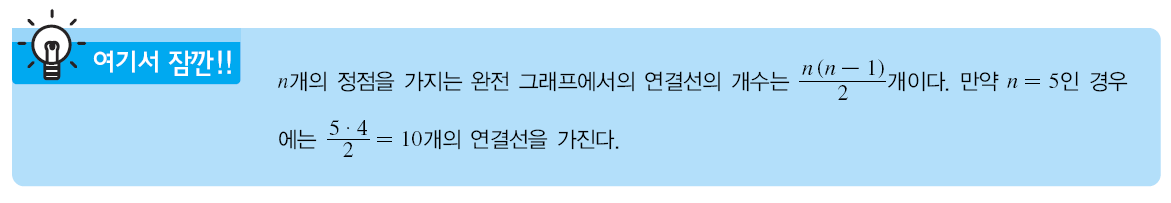 여기서 잠깐!!
n개의 정점을 가지는 완전 그래프에서의 연결선의 개수는 \frac{n(n-1)}{2}개이다. 만약 n = 5인 경우
에는 \frac{5 · 4}{2} = 10개의 연결선을 가진다.